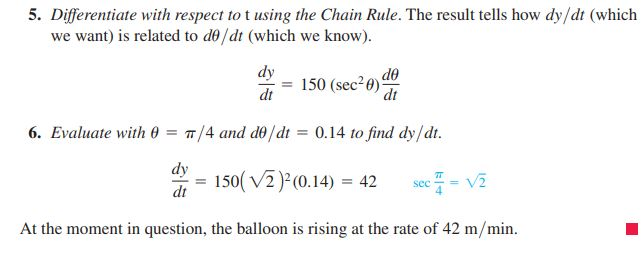 5. Differentiate with respect to t using the Chain Rule. The result tells how dy/dt (which
we want) is related to dθ/dt (which we know).
dy/dt = 150 (sec²θ) dθ/dt
6. Evaluate with θ = π/4 and dθ/dt = 0.14 to find dy/dt.
dy/dt = 150(√2)²(0.14) = 42 sec π/4 = √2
At the moment in question, the balloon is rising at the rate of 42 m/min.